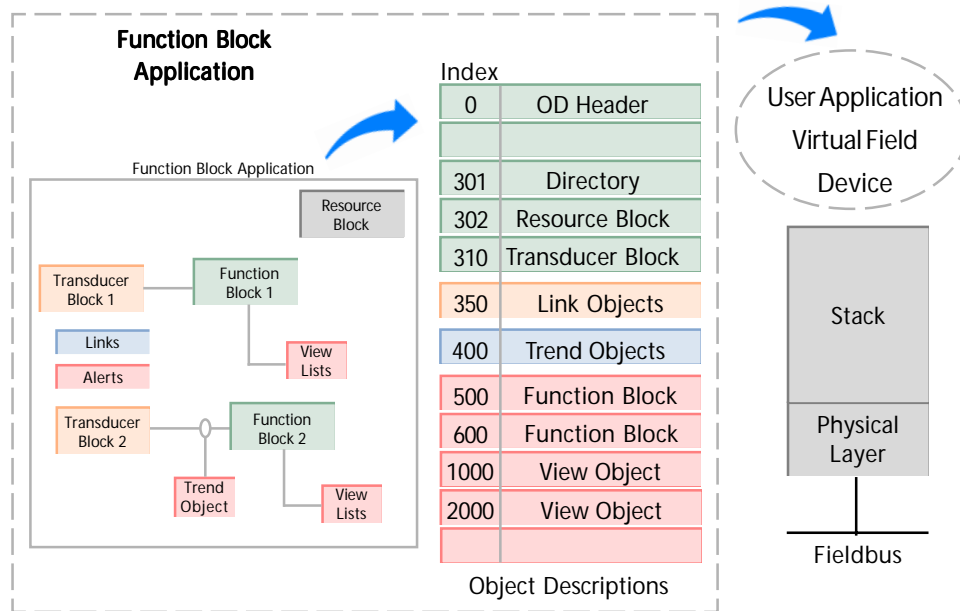 Function Block
Application
Function Block Application
Resource
Block
Transducer
Block 1
Function
Block 1
Links
Alerts
View
Lists
Transducer
Block 2
Function
Block 2
Trend
Object
View
Lists
Index
0 OD Header
301 Directory
302 Resource Block
310 Transducer Block
350 Link Objects
400 Trend Objects
500 Function Block
600 Function Block
1000 View Object
2000 View Object
Object Descriptions
User Application
Virtual Field
Device
Stack
Physical
Layer
Fieldbus